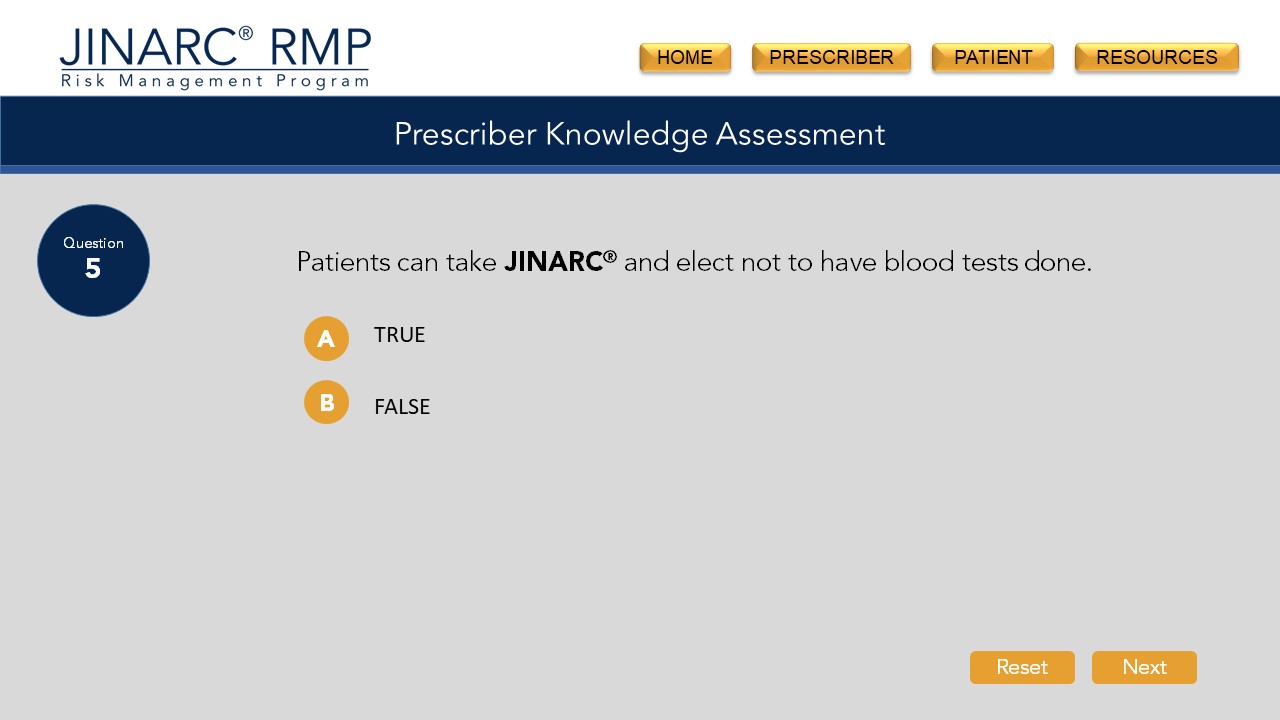 JINARC® RMP
Risk Management Program
HOME PRESCRIBER PATIENT RESOURCES
Prescriber Knowledge Assessment
Question
5
Patients can take JINARC® and elect not to have blood tests done.
A TRUE
B FALSE
Reset Next